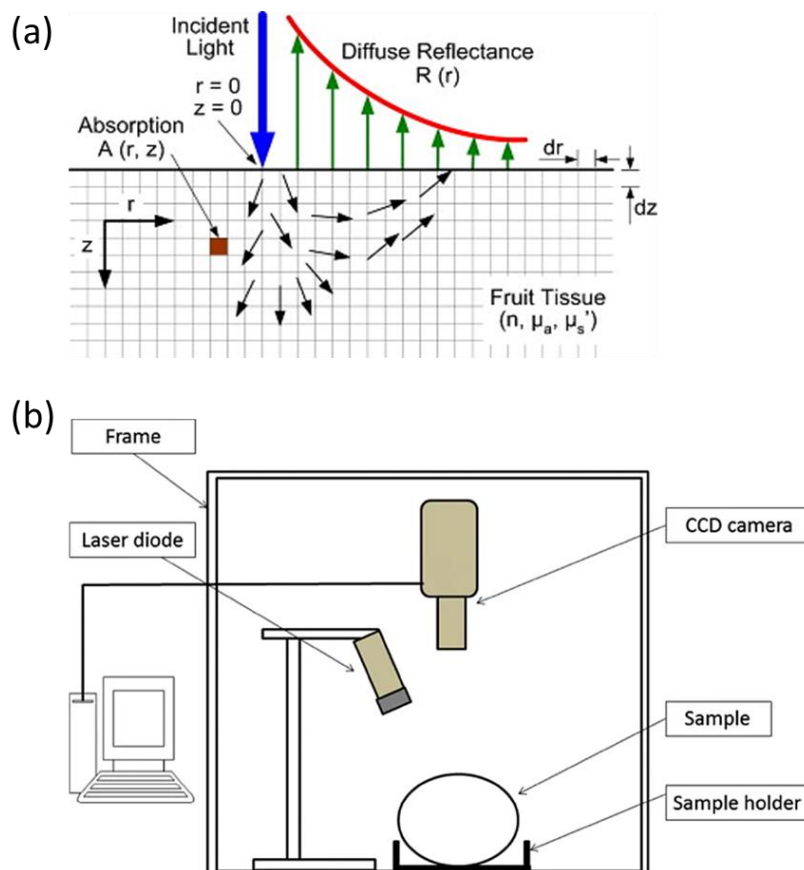 (a)
Incident
Light
r = 0
z = 0
Diffuse Reflectance
R (r)
Absorption
A (r, z)
dr
dz
r
z
Fruit Tissue
(n, μa, μs')
(b)
Frame
Laser diode
CCD camera
Sample
Sample holder